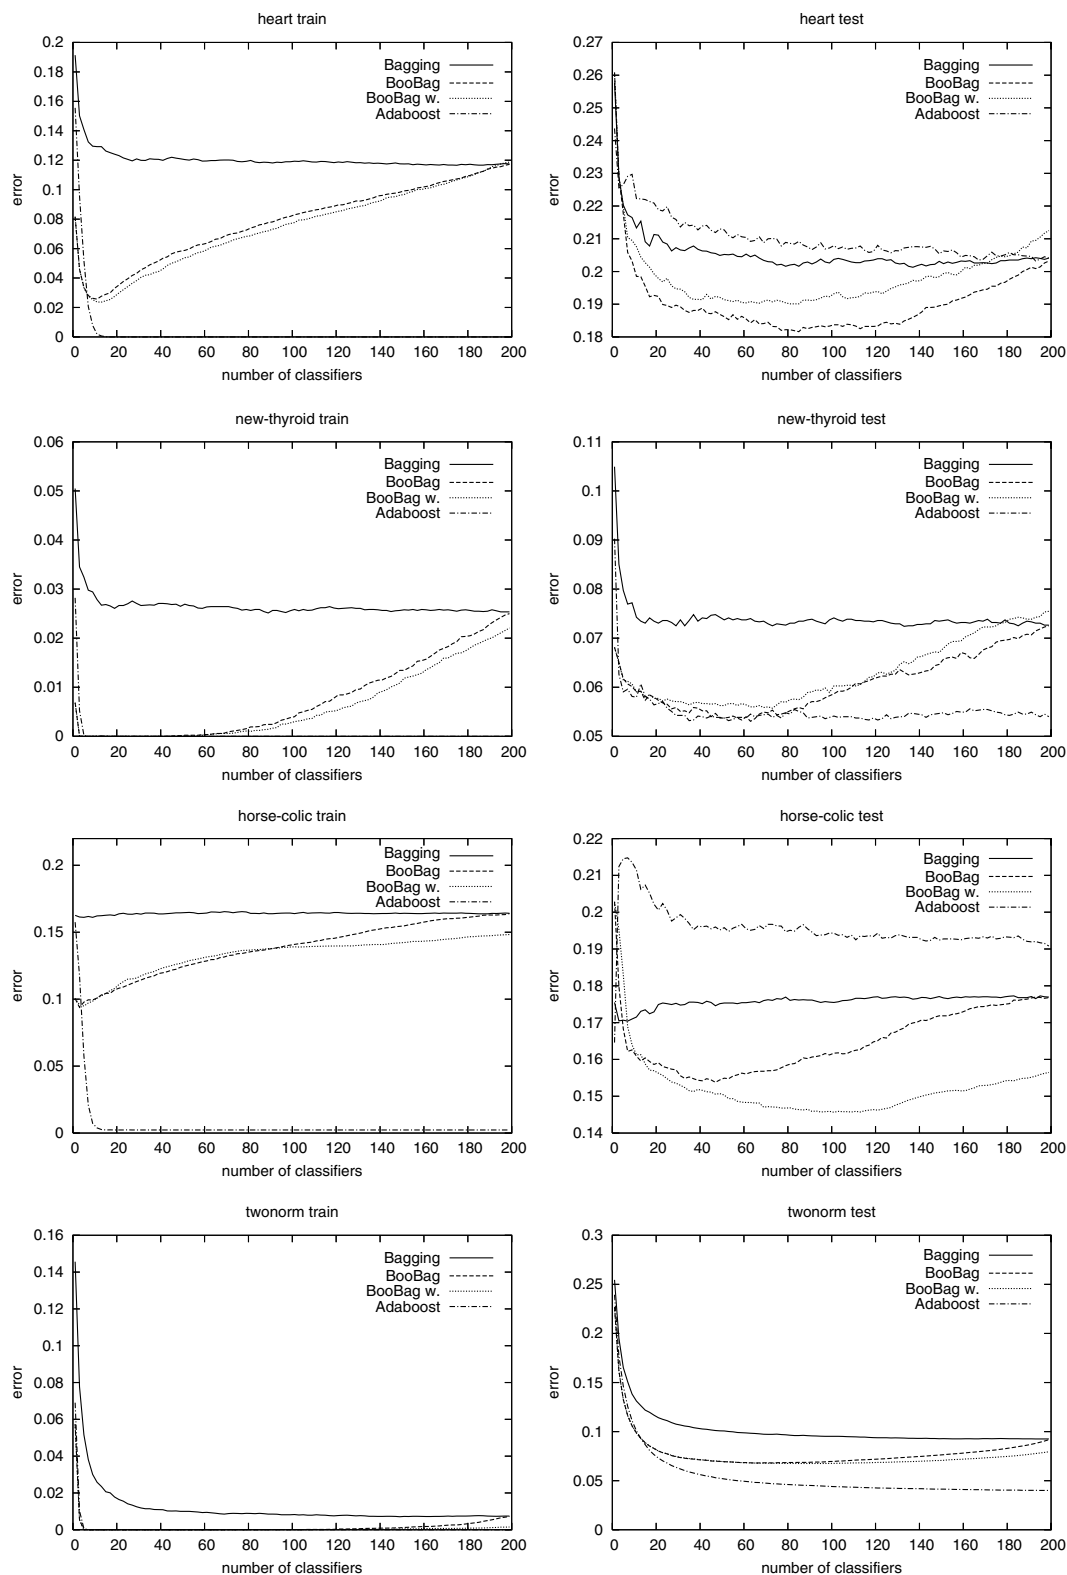 heart train
0.2
0.18
0.16
0.14
0.12
0.1
0.08
0.06
0.04
0.02
0
error
Bagging
BooBag
BooBag w.
Adaboost
0 20 40 60 80 100 120 140 160 180 200
number of classifiers
heart test
0.27
0.26
0.25
0.24
0.23
0.22
0.21
0.2
0.19
0.18
error
Bagging
BooBag
BooBag w.
Adaboost
0 20 40 60 80 100 120 140 160 180 200
number of classifiers
new-thyroid train
0.06
0.05
0.04
0.03
0.02
0.01
0
error
Bagging
BooBag
BooBag w.
Adaboost
0 20 40 60 80 100 120 140 160 180 200
number of classifiers
new-thyroid test
0.11
0.1
0.09
0.08
0.07
0.06
0.05
error
Bagging
BooBag
BooBag w.
Adaboost
0 20 40 60 80 100 120 140 160 180 200
number of classifiers
horse-colic train
0.2
0.15
0.1
0.05
0
error
Bagging
BooBag
BooBag w.
Adaboost
0 20 40 60 80 100 120 140 160 180 200
number of classifiers
horse-colic test
0.22
0.21
0.2
0.19
0.18
0.17
0.16
0.15
0.14
error
Bagging
BooBag
BooBag w.
Adaboost
0 20 40 60 80 100 120 140 160 180 200
number of classifiers
twonorm train
0.16
0.14
0.12
0.1
0.08
0.06
0.04
0.02
0
error
Bagging
BooBag
BooBag w.
Adaboost
0 20 40 60 80 100 120 140 160 180 200
number of classifiers
twonorm test
0.3
0.25
0.2
0.15
0.1
0.05
0
error
Bagging
BooBag
BooBag w.
Adaboost
0 20 40 60 80 100 120 140 160 180 200
number of classifiers